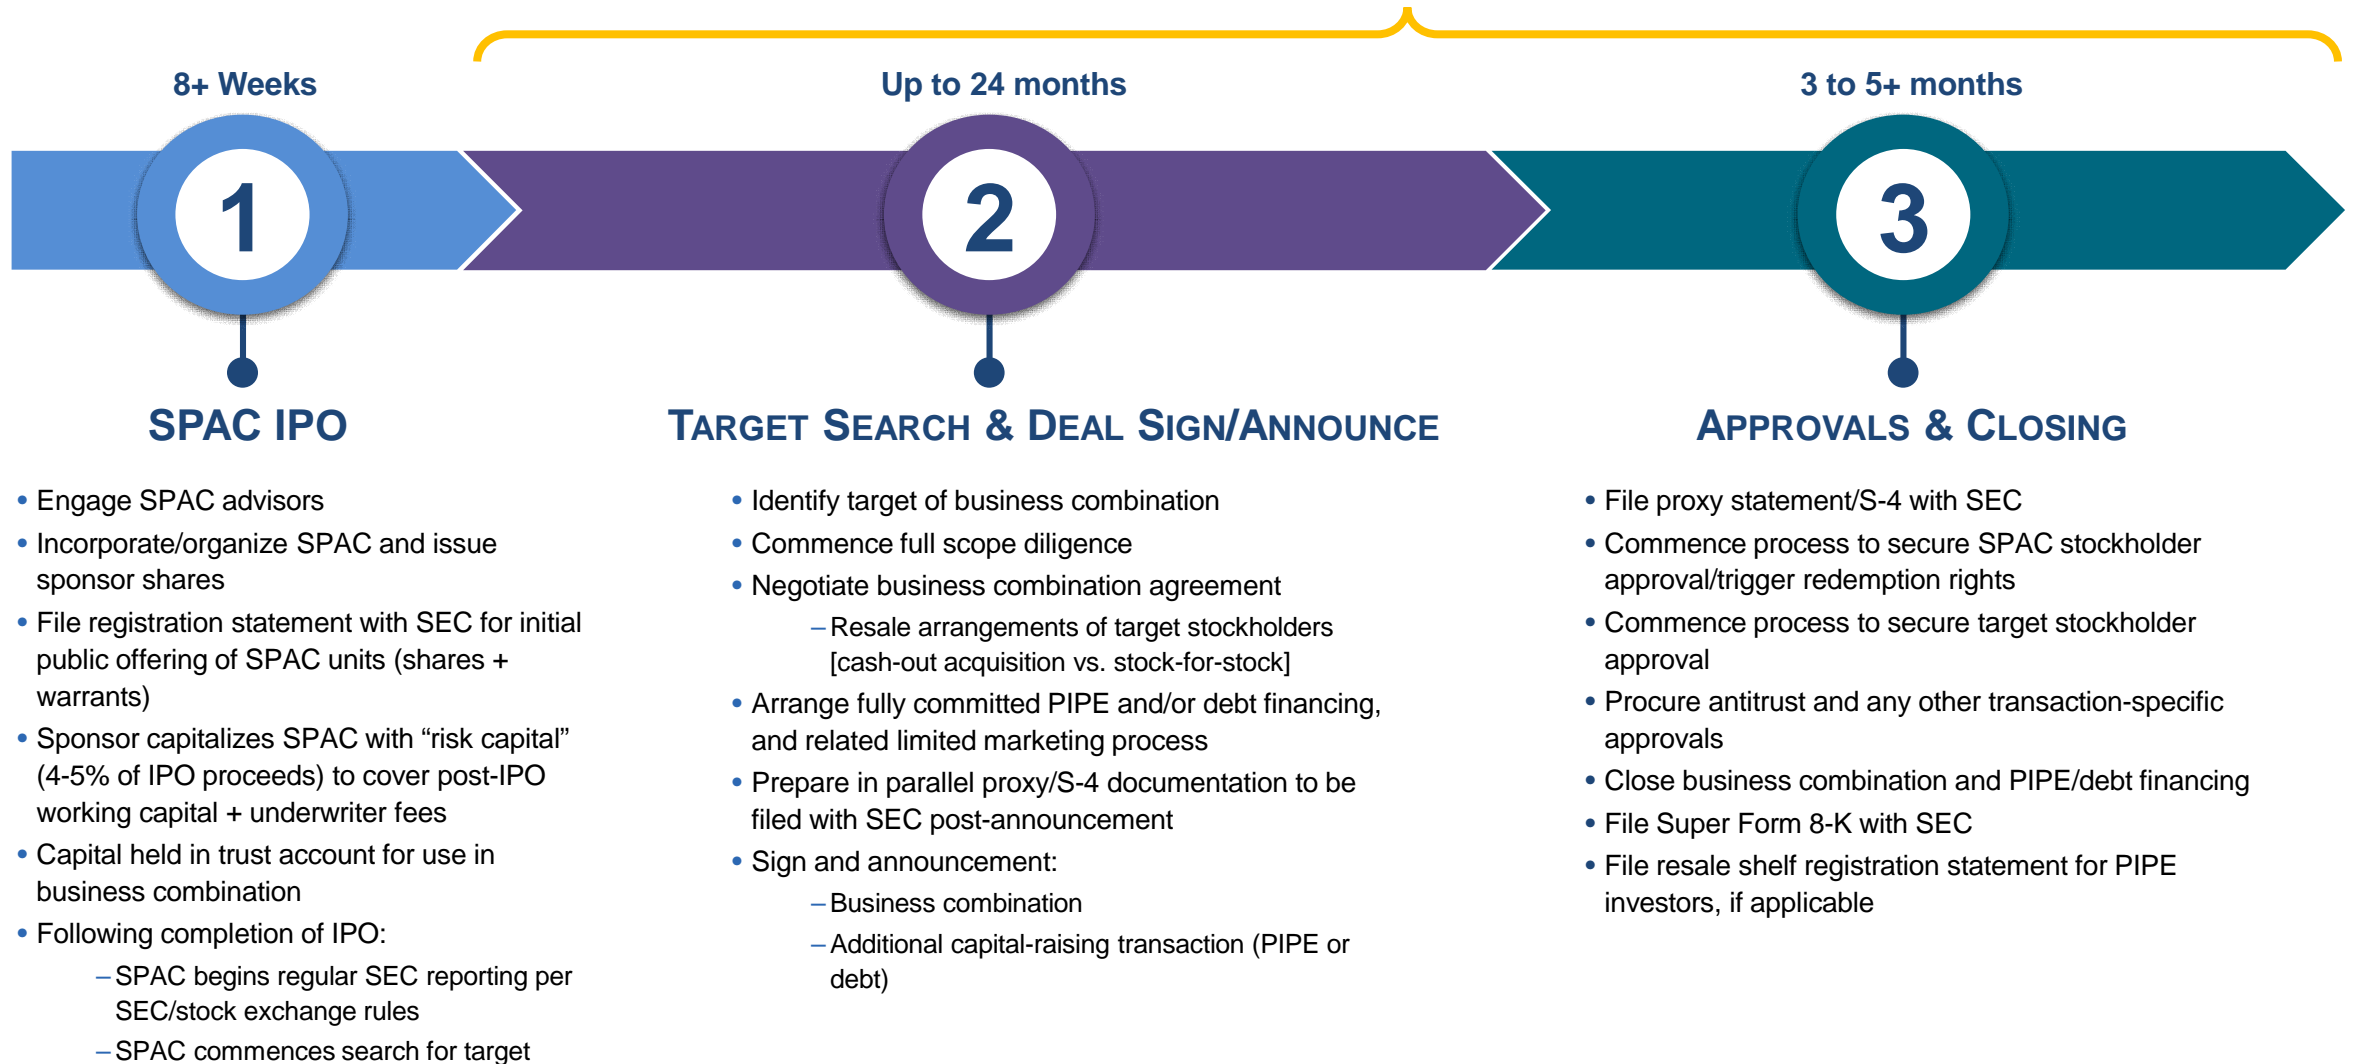 8+ Weeks
Up to 24 months
3 to 5+ months
1
2
3
SPAC IPO
• Engage SPAC advisors
• Incorporate/organize SPAC and issue
sponsor shares
• File registration statement with SEC for initial
public offering of SPAC units (shares +
warrants)
• Sponsor capitalizes SPAC with “risk capital”
(4-5% of IPO proceeds) to cover post-IPO
working capital + underwriter fees
• Capital held in trust account for use in
business combination
• Following completion of IPO:
– SPAC begins regular SEC reporting per
SEC/stock exchange rules
– SPAC commences search for target
TARGET SEARCH & DEAL SIGN/ANNOUNCE
• Identify target of business combination
• Commence full scope diligence
• Negotiate business combination agreement
– Resale arrangements of target stockholders
[cash-out acquisition vs. stock-for-stock]
• Arrange fully committed PIPE and/or debt financing,
and related limited marketing process
• Prepare in parallel proxy/S-4 documentation to be
filed with SEC post-announcement
• Sign and announcement:
– Business combination
– Additional capital-raising transaction (PIPE or
debt)
APPROVALS & CLOSING
• File proxy statement/S-4 with SEC
• Commence process to secure SPAC stockholder
approval/trigger redemption rights
• Commence process to secure target stockholder
approval
• Procure antitrust and any other transaction-specific
approvals
• Close business combination and PIPE/debt financing
• File Super Form 8-K with SEC
• File resale shelf registration statement for PIPE
investors, if applicable